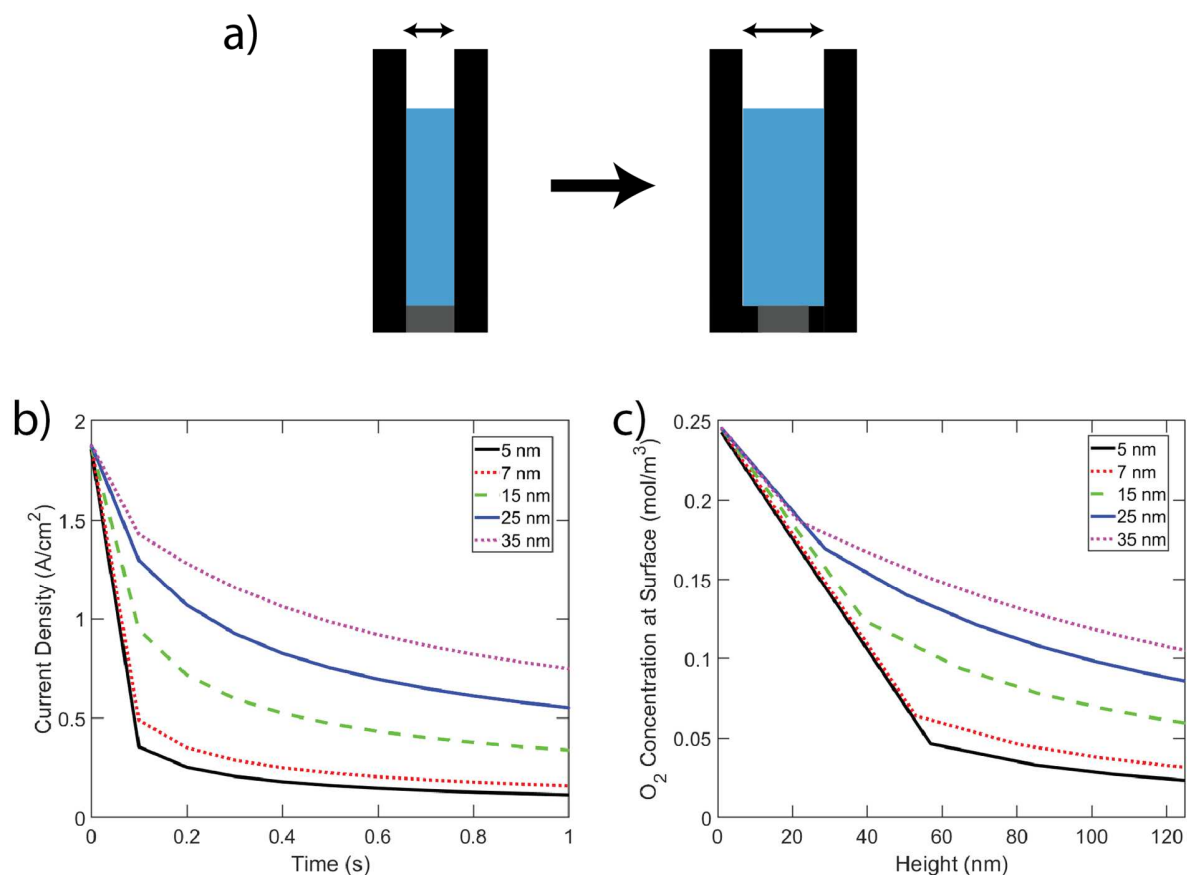 a)
b)
2
1.5
1
0.5
0
Current Density (A/cm²)
0 0.2 0.4 0.6 0.8 1
Time (s)
5 nm
7 nm
15 nm
25 nm
35 nm
c)
0.25
0.2
0.15
0.1
0.05
0
O₂ Concentration at Surface (mol/m³)
0 20 40 60 80 100 120
Height (nm)
5 nm
7 nm
15 nm
25 nm
35 nm